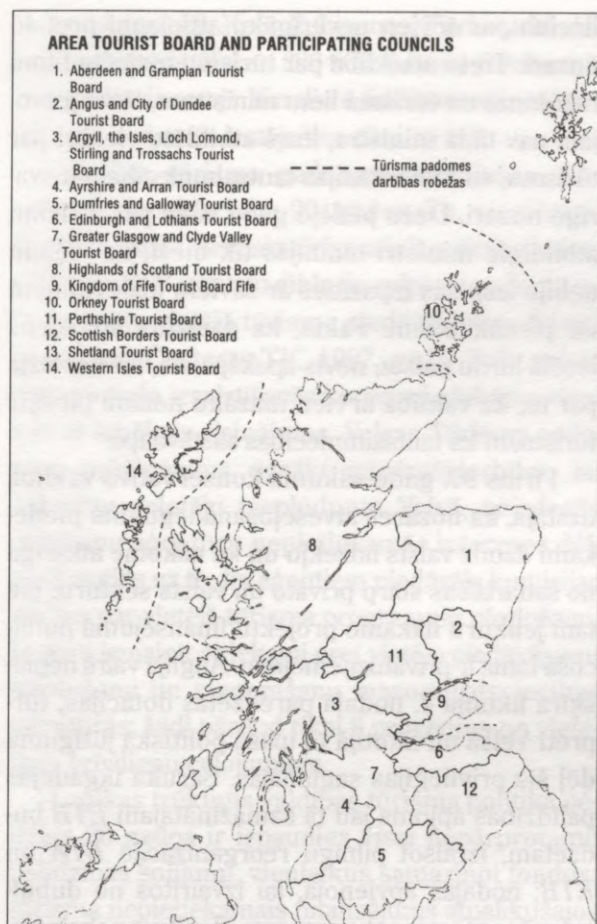 AREA TOURIST BOARD AND PARTICIPATING COUNCILS
1. Aberdeen and Grampian Tourist
Board
2. Angus and City of Dundee
Tourist Board
3. Argyll, the Isles, Loch Lomond,
Stirling and Trossachs Tourist
Board
4. Ayrshire and Arran Tourist Board
5. Dumfries and Galloway Tourist Board
6. Edinburgh and Lothians Tourist Board
7. Greater Glasgow and Clyde Valley
Tourist Board
8. Highlands of Scotland Tourist Board
9. Kingdom of Fife Tourist Board Fife
10. Orkney Tourist Board
11. Perthshire Tourist Board
12. Scottish Borders Tourist Board
13. Shetland Tourist Board
14. Western Isles Tourist Board
Tūrisma padomes
darbības robežas
13
10
14
8
1
11
2
3
9
6
7
12
4
5